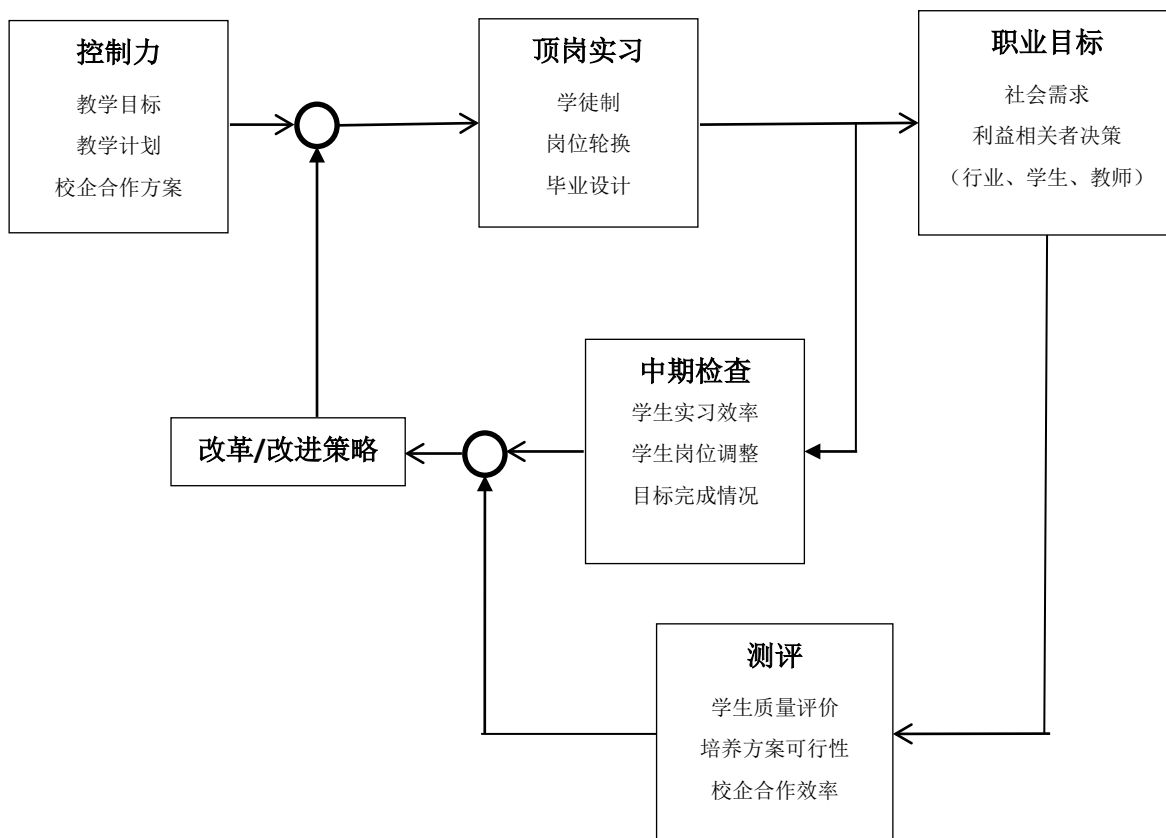 控制力
教学目标
教学计划
校企合作方案
顶岗实习
学徒制
岗位轮换
毕业设计
职业目标
社会需求
利益相关者决策
（行业、学生、教师）
中期检查
学生实习效率
学生岗位调整
目标完成情况
改革/改进策略
测评
学生质量评价
培养方案可行性
校企合作效率